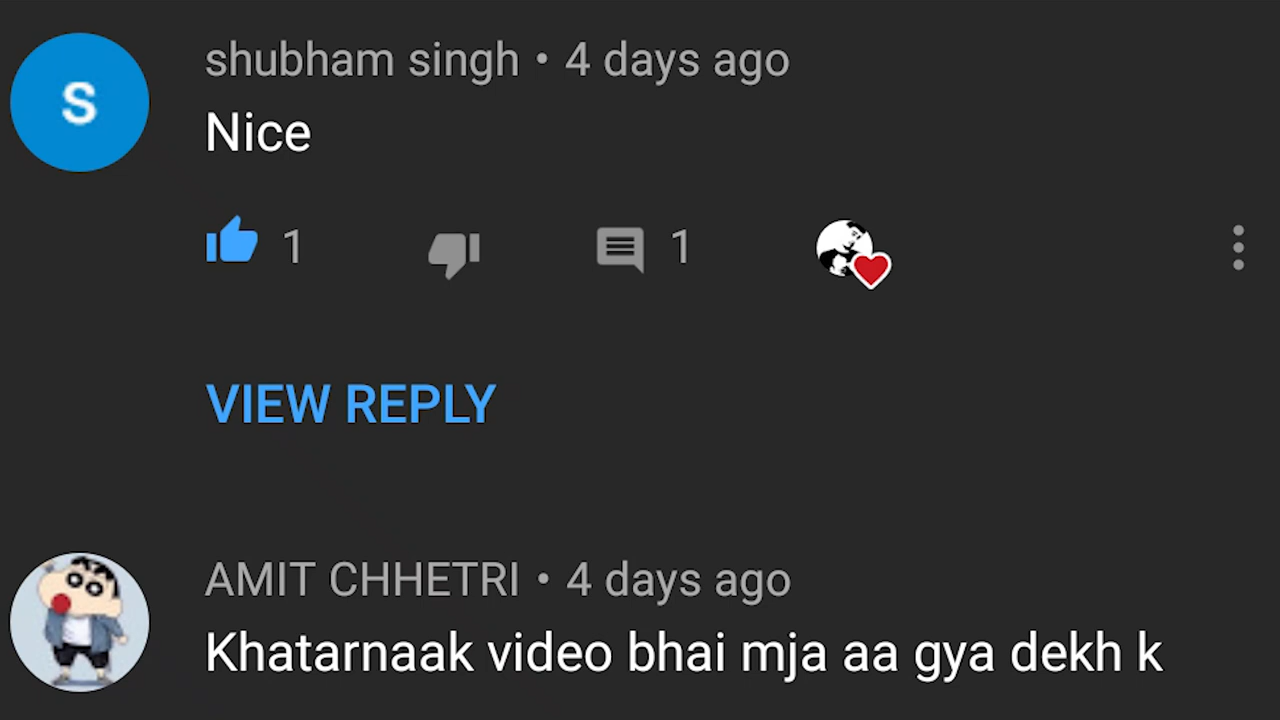 S
shubham singh • 4 days ago
Nice
1
1
VIEW REPLY
AMIT CHHETRI • 4 days ago
Khatarnaak video bhai mja aa gya dekh k